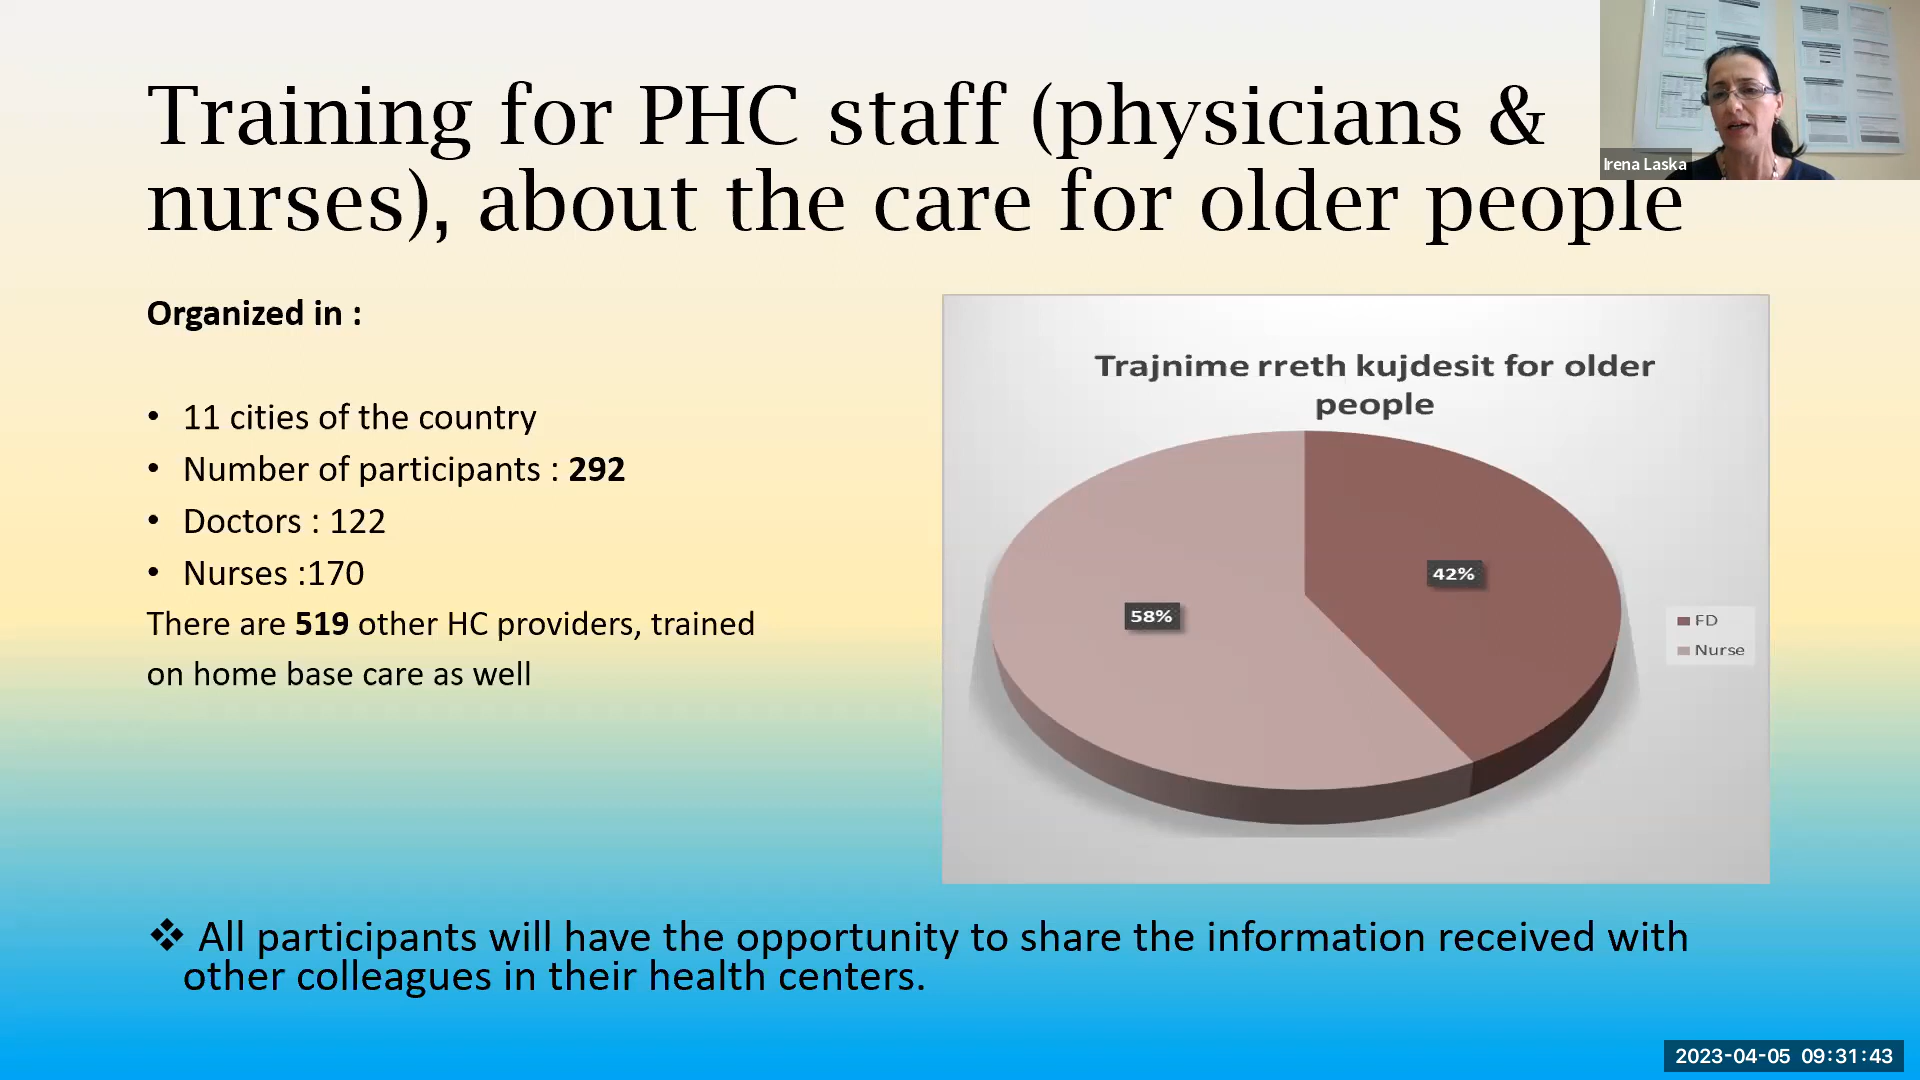 Training for PHC staff (physicians &
nurses), about the care for older people
Irena Laska
Organized in :
• 11 cities of the country
• Number of participants : 292
• Doctors : 122
• Nurses :170
There are 519 other HC providers, trained
on home base care as well
Trajnime rreth kujdesit for older
people
42%
58%
FD
Nurse
❖ All participants will have the opportunity to share the information received with
other colleagues in their health centers.
2023-04-05 09:31:43